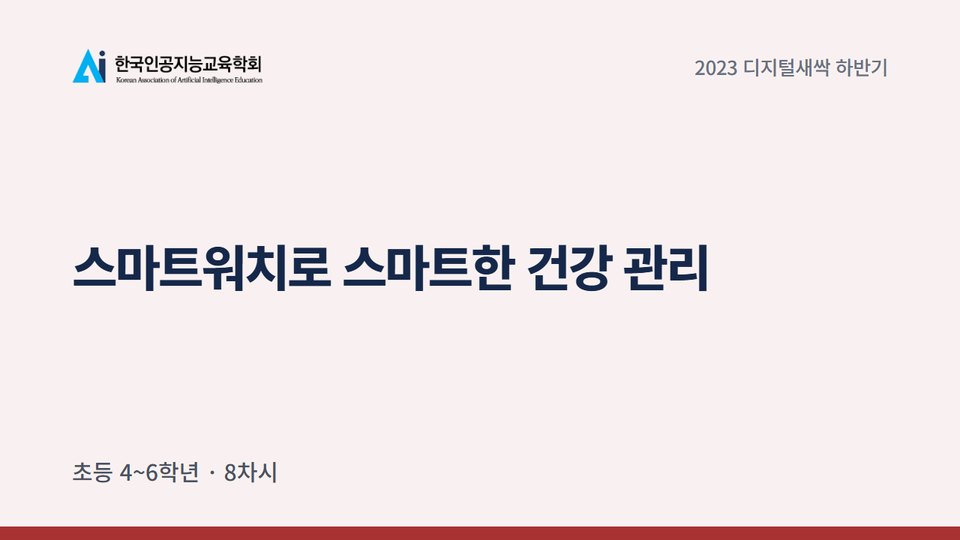 Ai 한국인공지능교육학회
Korean Association of Artificial Intelligence Education
2023 디지털새싹 하반기
스마트워치로 스마트한 건강 관리
초등 4~6학년 · 8차시